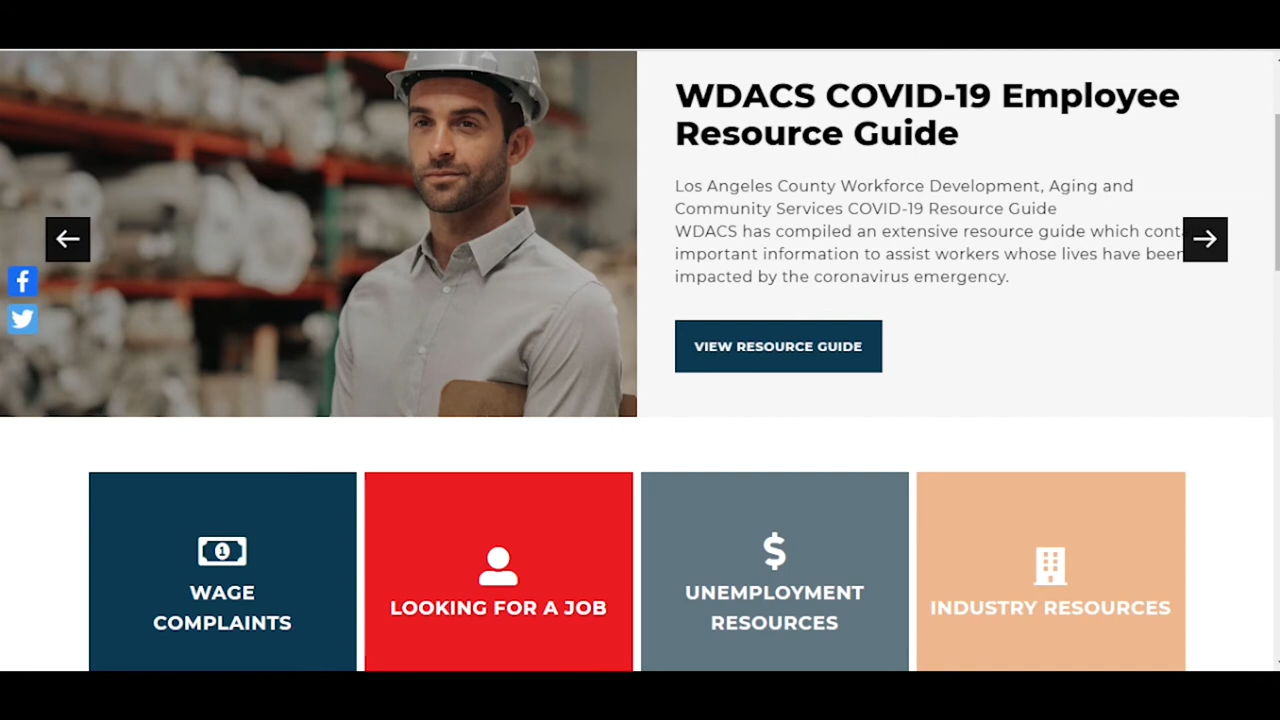 WDACS COVID-19 Employee
Resource Guide
Los Angeles County Workforce Development, Aging and
Community Services COVID-19 Resource Guide
WDACS has compiled an extensive resource guide which
important information to assist workers whose lives have been
impacted by the coronavirus emergency.
VIEW RESOURCE GUIDE
WAGE
COMPLAINTS
LOOKING FOR A JOB
UNEMPLOYMENT
RESOURCES
INDUSTRY RESOURCES